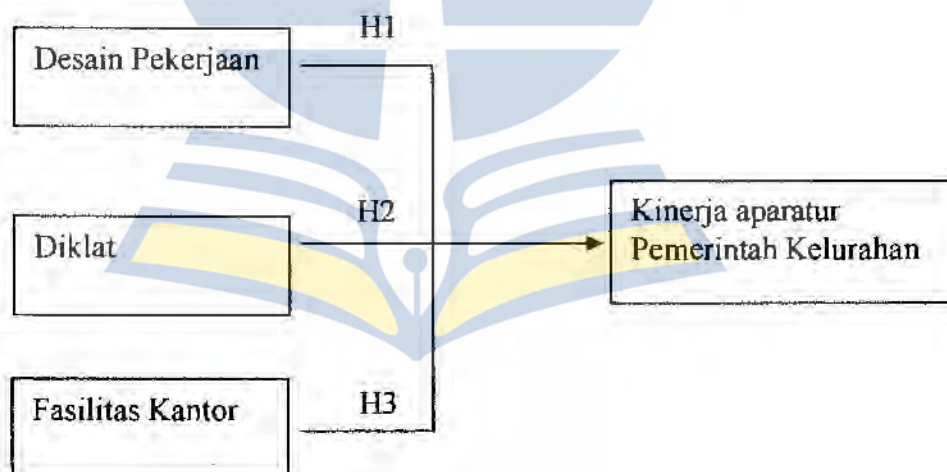 H1
Desain Pekerjaan
H2
Diklat
Kinerja aparatur
Pemerintah Kelurahan
H3
Fasilitas Kantor